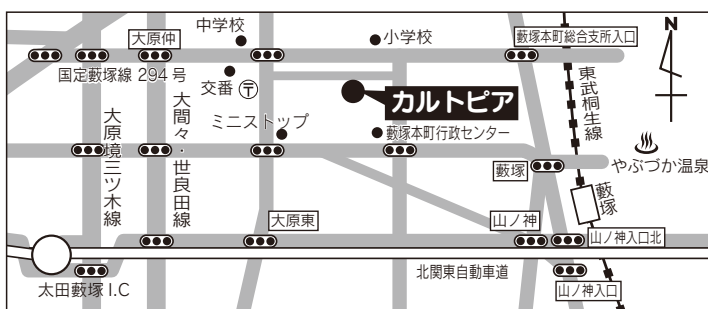 中学校
小学校
N
大原仲
藪塚本町総合支所入口
国定藪塚線 294号
交番
〒
カルトピア
東武桐生線
大原境三ツ木線
大間々・世良田線
ミニストップ
藪塚本町行政センター
藪塚
やぶづか温泉
藪塚
大原東
山ノ神
山ノ神入口北
北関東自動車道
太田藪塚 I.C
山ノ神入口